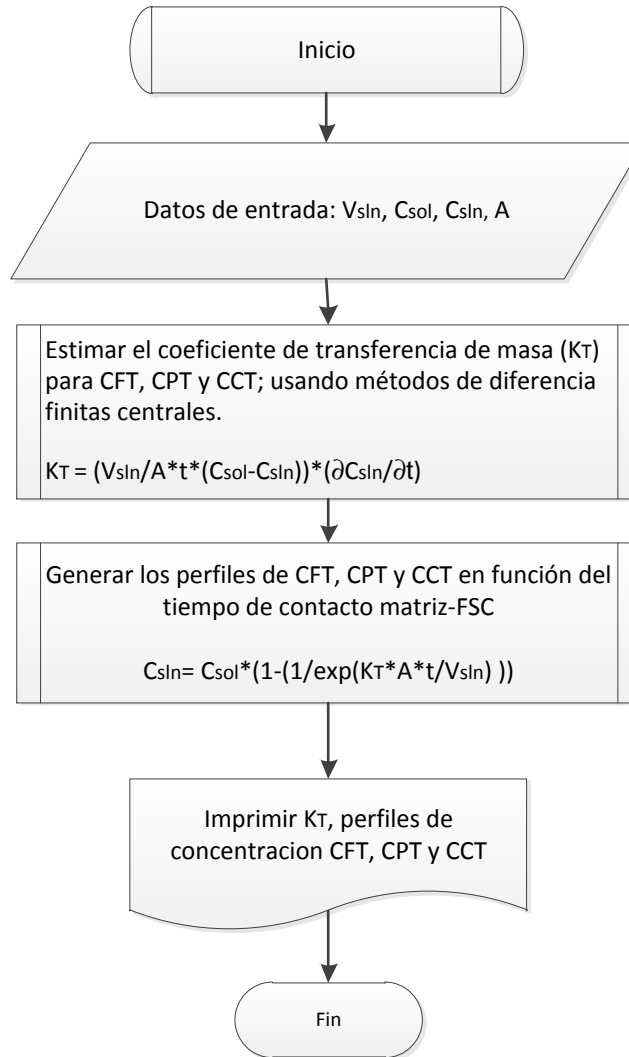 Inicio
Datos de entrada: Vsln, Csol, Csln, A
Estimar el coeficiente de transferencia de masa (KT)
para CFT, CPT y CCT; usando métodos de diferencia
finitas centrales.
KT = (Vsln/A*t*(Csol-Csln))*(∂Csln/∂t)
Generar los perfiles de CFT, CPT y CCT en función del
tiempo de contacto matriz-FSC
Csln= Csol*(1-(1/exp(KT*A*t/Vsln) ))
Imprimir KT, perfiles de
concentracion CFT, CPT y CCT
Fin